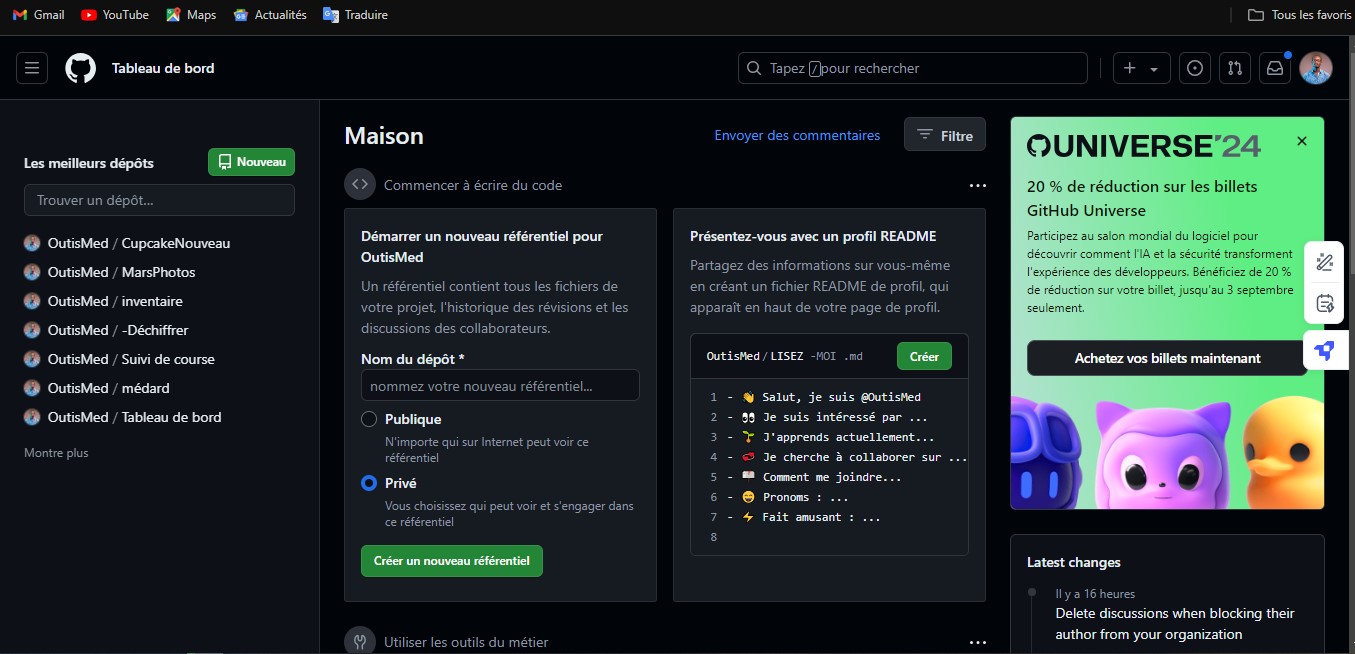 Gmail
YouTube
Maps
Actualités
Traduire
Tous les favoris
Tableau de bord
Tapez / pour rechercher
Les meilleurs dépôts
Nouveau
Trouver un dépôt...
OutisMed / CupcakeNouveau
OutisMed / MarsPhotos
OutisMed / inventaire
OutisMed / -Déchiffrer
OutisMed / Suivi de course
OutisMed / médard
OutisMed / Tableau de bord
Montre plus
Maison
Envoyer des commentaires
Filtre
Commencer à écrire du code
Démarrer un nouveau référentiel pour
OutisMed
Un référentiel contient tous les fichiers de
votre projet, l'historique des révisions et les
discussions des collaborateurs.
Nom du dépôt *
nommez votre nouveau référentiel...
Publique
N'importe qui sur Internet peut voir ce
référentiel
Privé
Vous choisissez qui peut voir et s'engager dans
ce référentiel
Créer un nouveau référentiel
Présentez-vous avec un profil README
Partagez des informations sur vous-même
en créant un fichier README de profil, qui
apparaît en haut de votre page de profil.
OutisMed / LISEZ -MOI .md
Créer
1 - 👋 Salut, je suis @OutisMed
2 - 👀 Je suis intéressé par ...
3 - 🌱 J'apprends actuellement...
4 - 💞️ Je cherche à collaborer sur ...
5 - 📫 Comment me joindre...
6 - 😄 Pronoms : ...
7 - ⚡ Fait amusant : ...
8
Utiliser les outils du métier
UNIVERSE'24
20 % de réduction sur les billets
GitHub Universe
Participez au salon mondial du logiciel pour
découvrir comment l'IA et la sécurité transforment
l'expérience des développeurs. Bénéficiez de 20 %
de réduction sur votre billet, jusqu'au 3 septembre
seulement.
Achetez vos billets maintenant
Latest changes
Il y a 16 heures
Delete discussions when blocking their
author from your organization